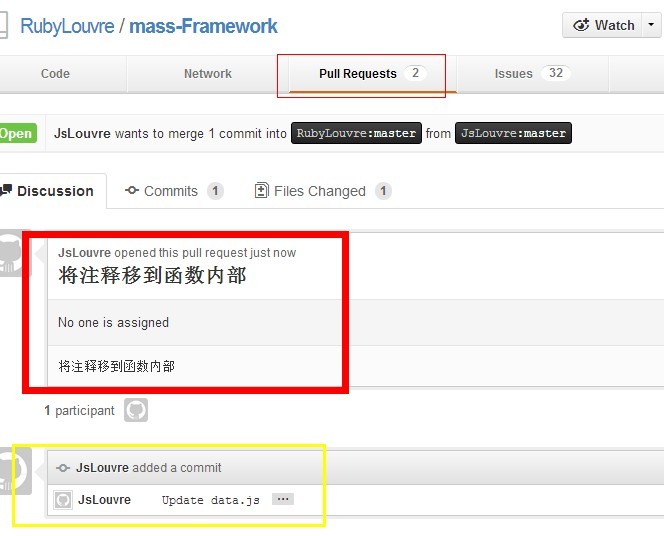 RubyLouvre / mass-Framework
Watch
Code
Network
Pull Requests 2
Issues 32
Open
JsLouvre wants to merge 1 commit into RubyLouvre:master from JsLouvre:master
Discussion
Commits 1
Files Changed 1
JsLouvre opened this pull request just now
将注释移到函数内部
No one is assigned
将注释移到函数内部
1 participant
JsLouvre added a commit
JsLouvre Update data.js ...